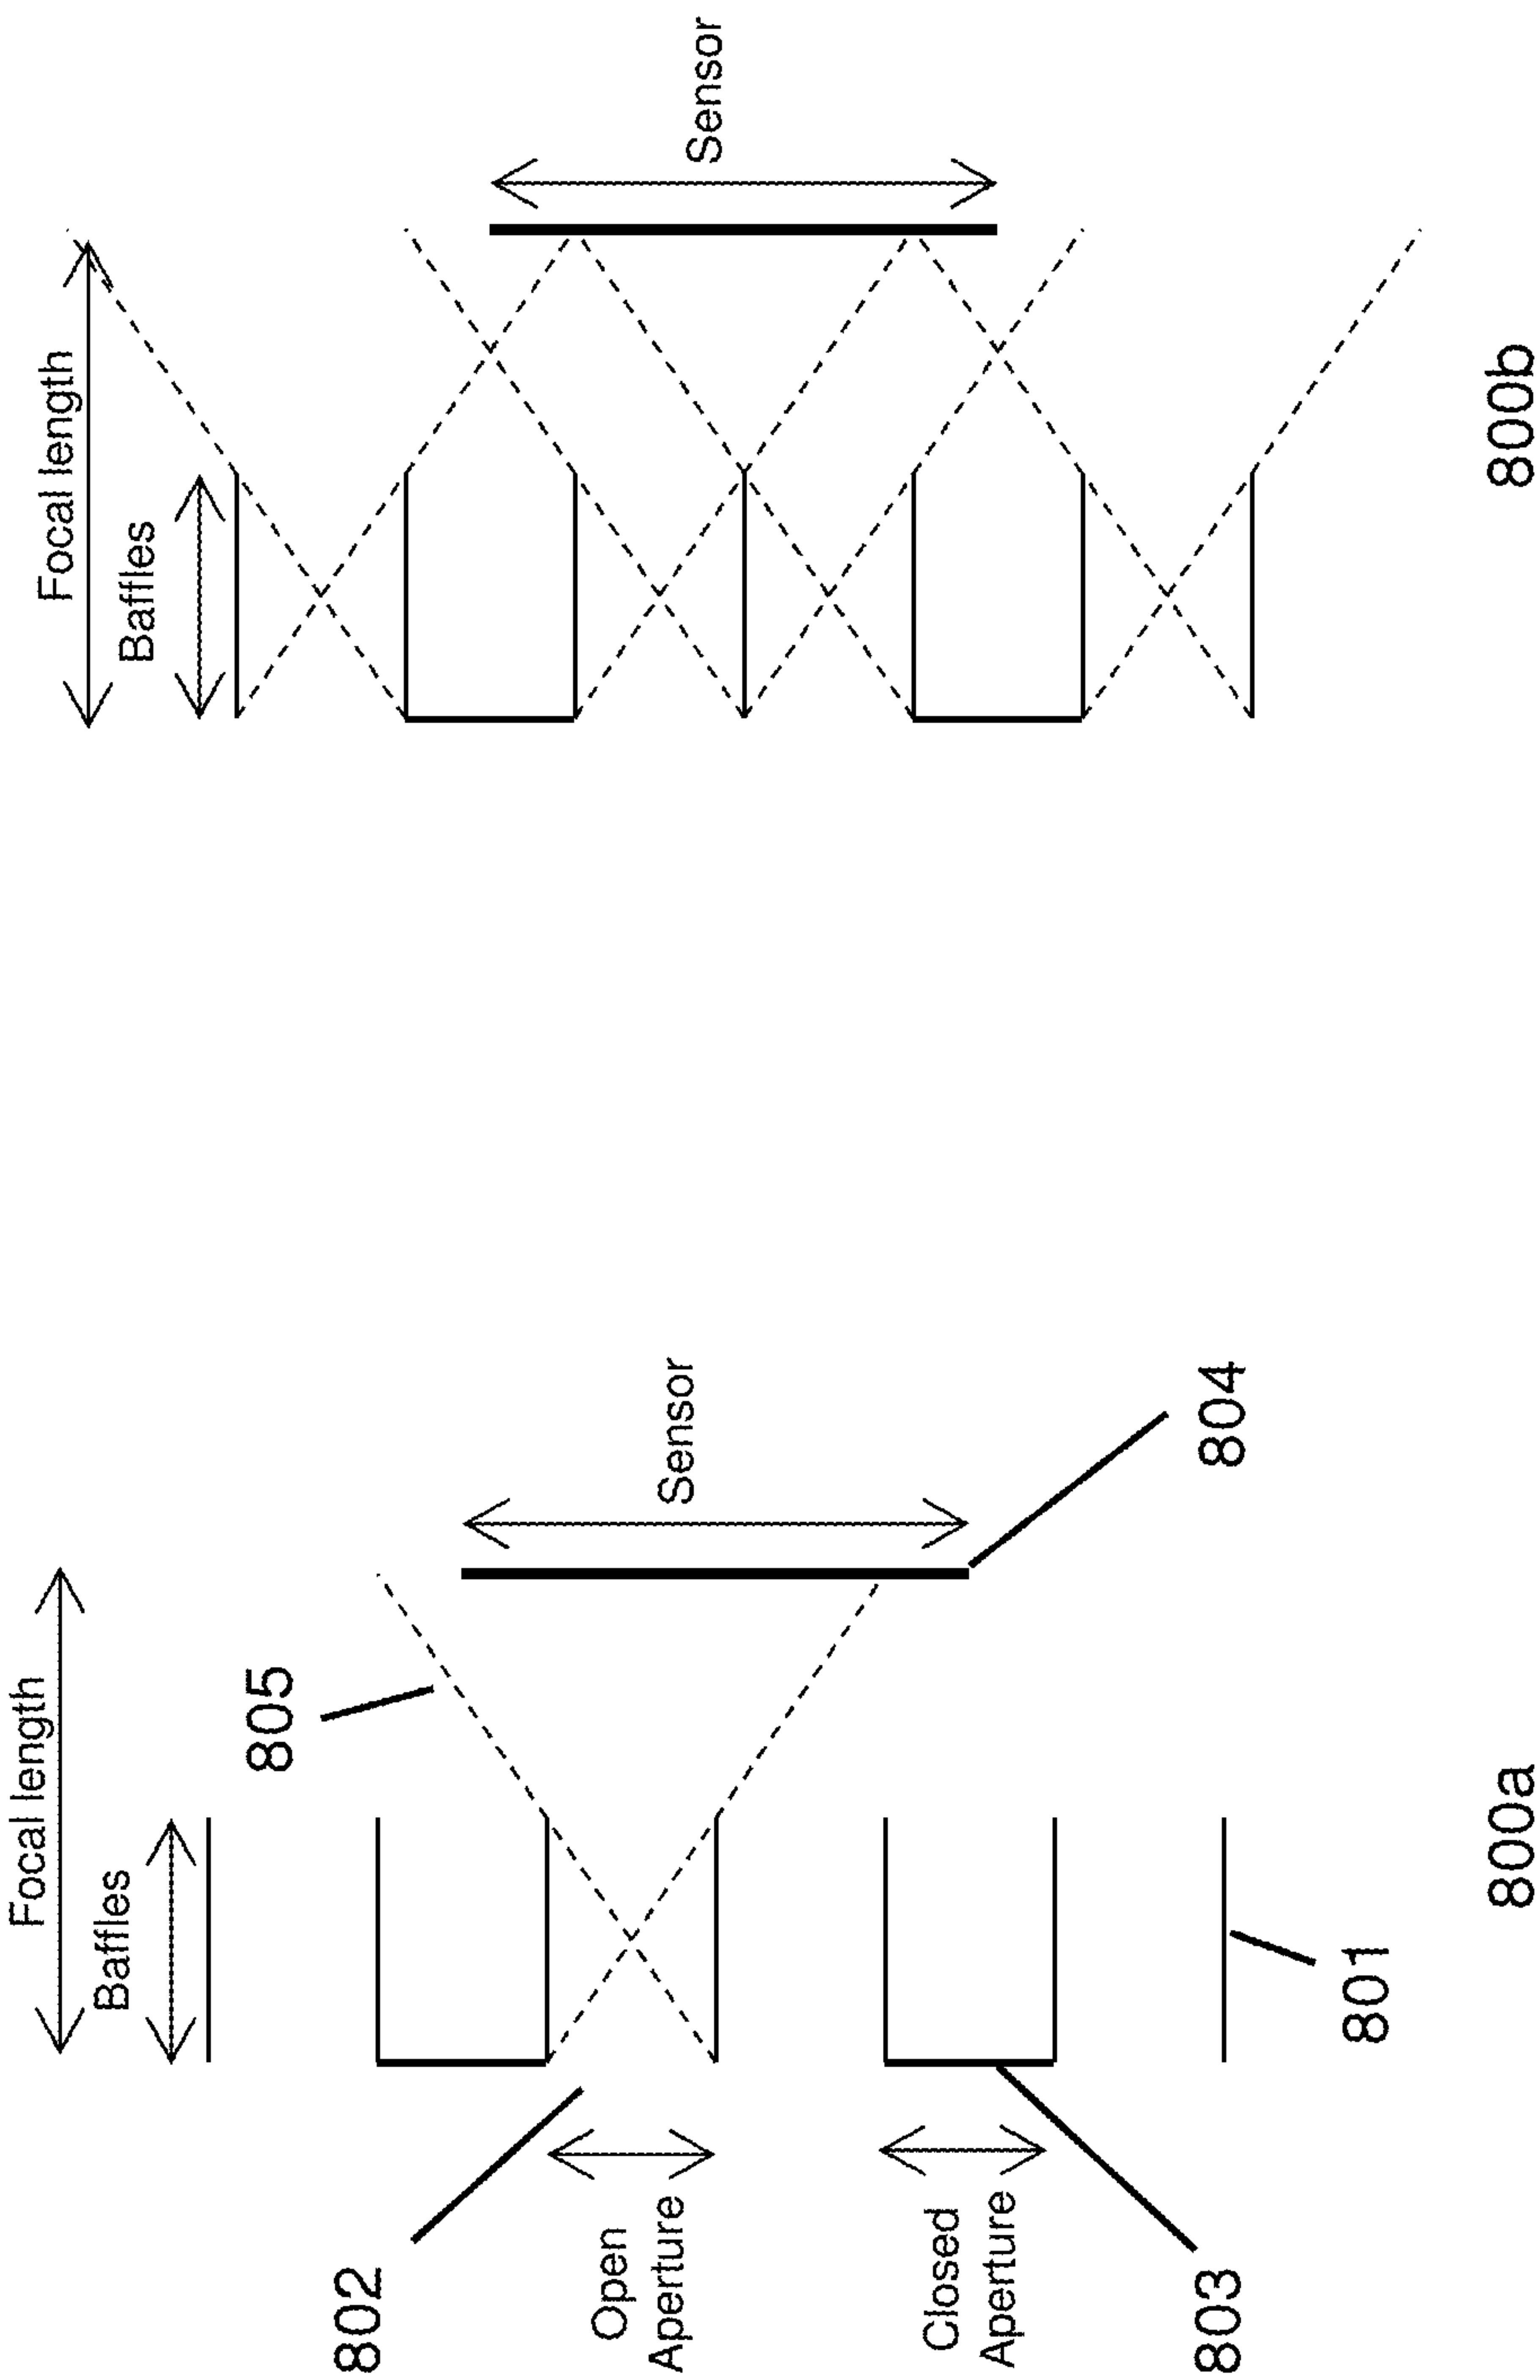 Focal length
Baffles
Sensor
805
804
802
Open
Aperture
Closed
Aperture
803
801
800a
Focal length
Baffles
Sensor
800b